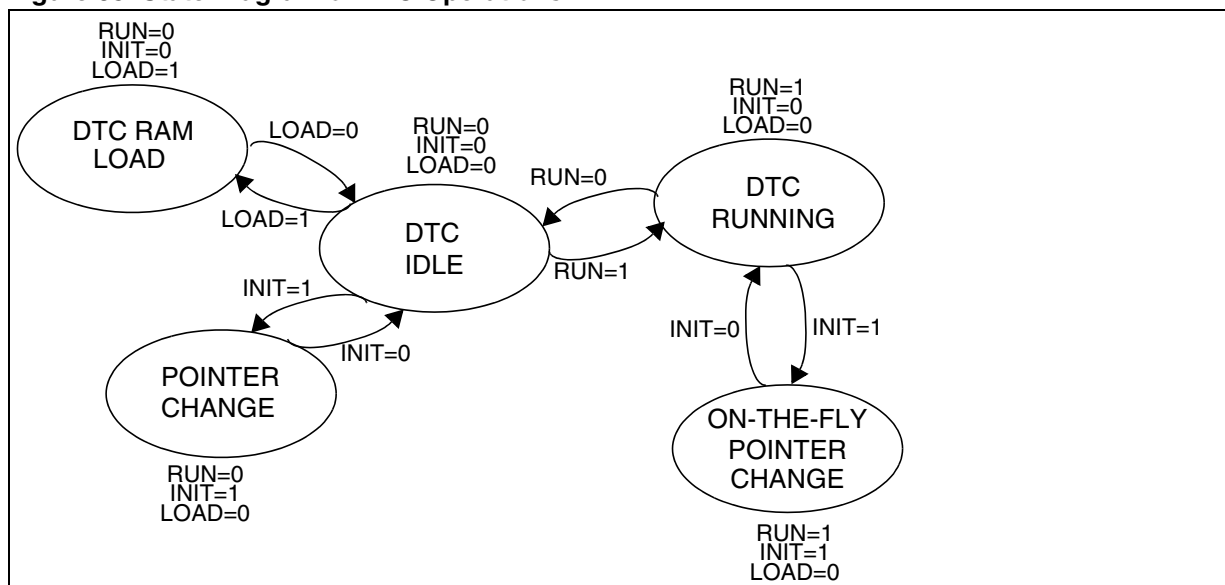 RUN=0
INIT=0
LOAD=1
DTC RAM
LOAD
LOAD=0
LOAD=1
RUN=0
INIT=0
LOAD=0
DTC
IDLE
RUN=0
RUN=1
RUN=1
INIT=0
LOAD=0
DTC
RUNNING
INIT=1
INIT=0
POINTER
CHANGE
RUN=0
INIT=1
LOAD=0
INIT=0
INIT=1
ON-THE-FLY
POINTER
CHANGE
RUN=1
INIT=1
LOAD=0